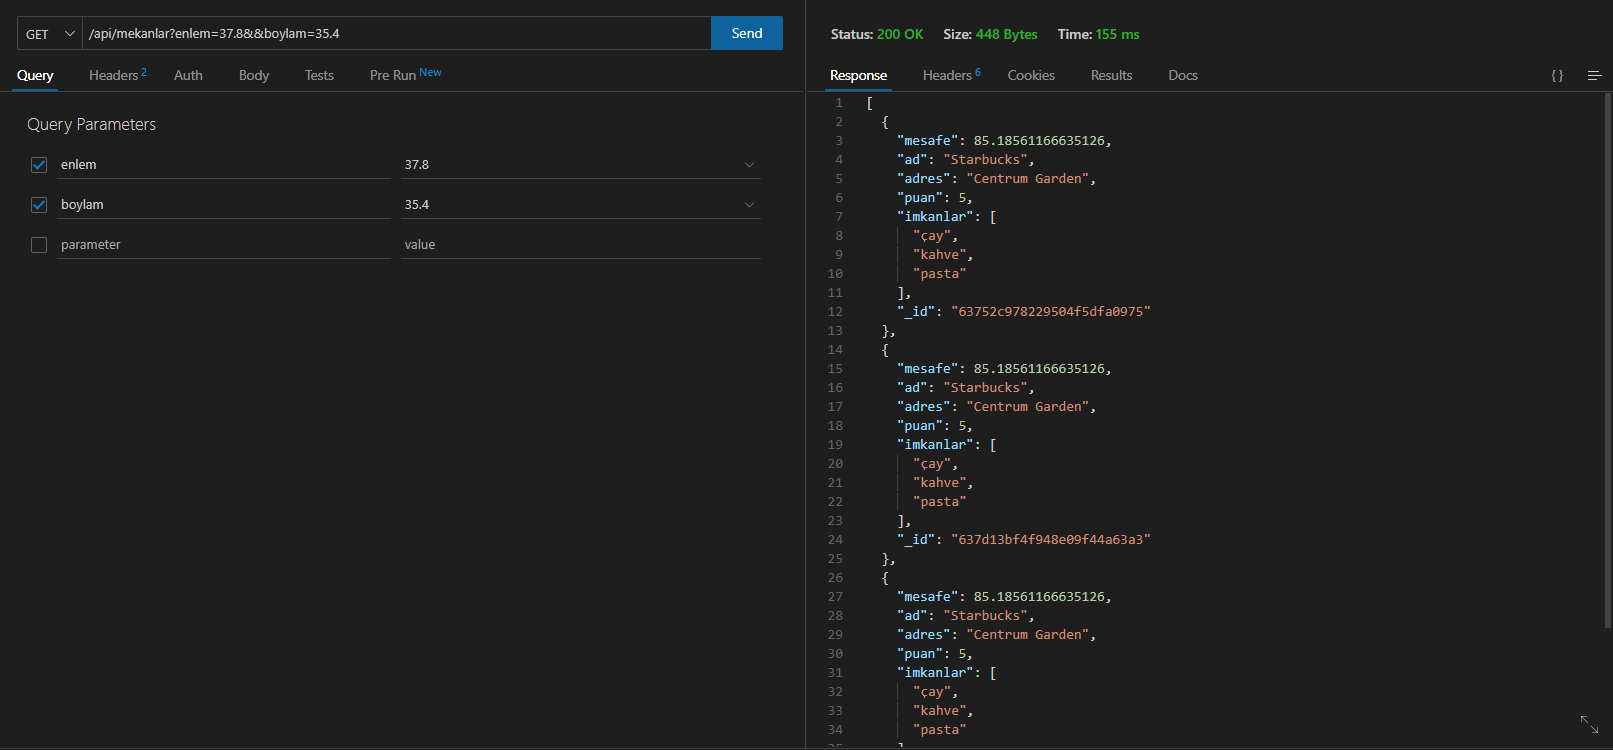 GET /api/mekanlar?enlem=37.8&&boylam=35.4 Send
Query Headers 2 Auth Body Tests Pre Run New
Query Parameters
enlem 37.8
boylam 35.4
parameter value
Status: 200 OK Size: 448 Bytes Time: 155 ms
Response Headers 6 Cookies Results Docs { }
1 [
2 {
3 "mesafe": 85.18561166635126,
4 "ad": "Starbucks",
5 "adres": "Centrum Garden",
6 "puan": 5,
7 "imkanlar": [
8 "çay",
9 "kahve",
10 "pasta"
11 ],
12 "_id": "63752c978229504f5dfa0975"
13 },
14 {
15 "mesafe": 85.18561166635126,
16 "ad": "Starbucks",
17 "adres": "Centrum Garden",
18 "puan": 5,
19 "imkanlar": [
20 "çay",
21 "kahve",
22 "pasta"
23 ],
24 "_id": "637d13bf4f948e09f44a63a3"
25 },
26 {
27 "mesafe": 85.18561166635126,
28 "ad": "Starbucks",
29 "adres": "Centrum Garden",
30 "puan": 5,
31 "imkanlar": [
32 "çay",
33 "kahve",
34 "pasta"
35 ]